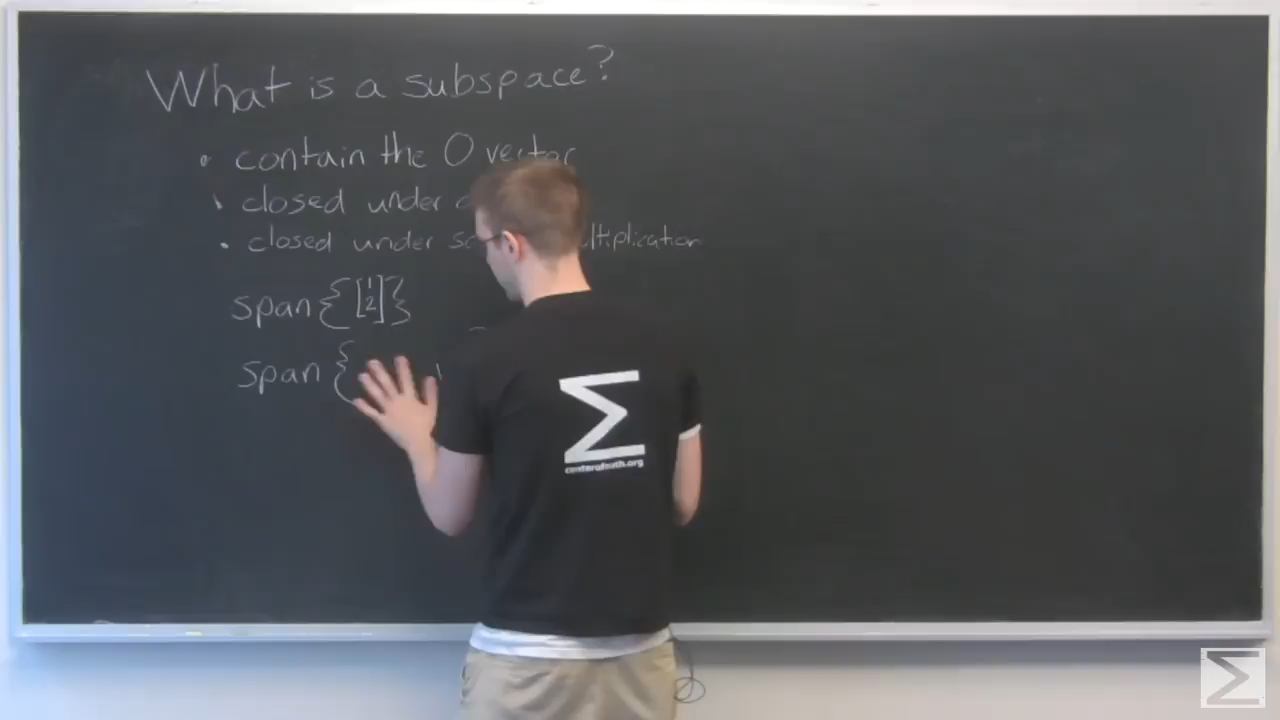 What is a subspace?
• contain the 0 vector
• closed under
• closed under
span { [ 1 2 ] }
span {
Σ
centerofmath.org
Σ